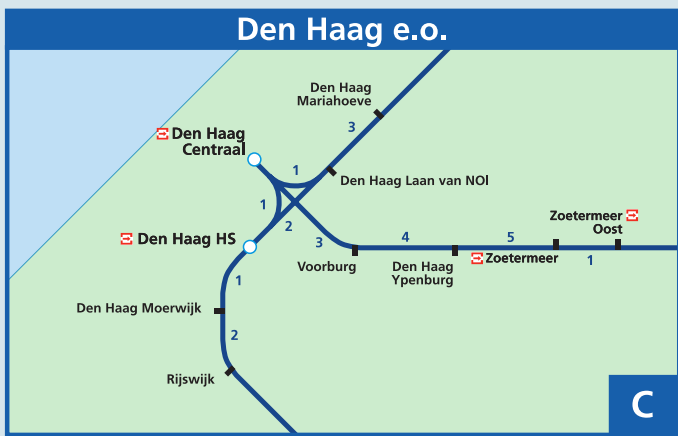 Den Haag e.o.
Den Haag
Mariahoeve
3
Den Haag
Centraal
1
Den Haag Laan van NOI
1
2
Den Haag HS
3
Voorburg
4
Den Haag
Ypenburg
5
Zoetermeer
Zoetermeer
Oost
1
1
Den Haag Moerwijk
2
Rijswijk
C